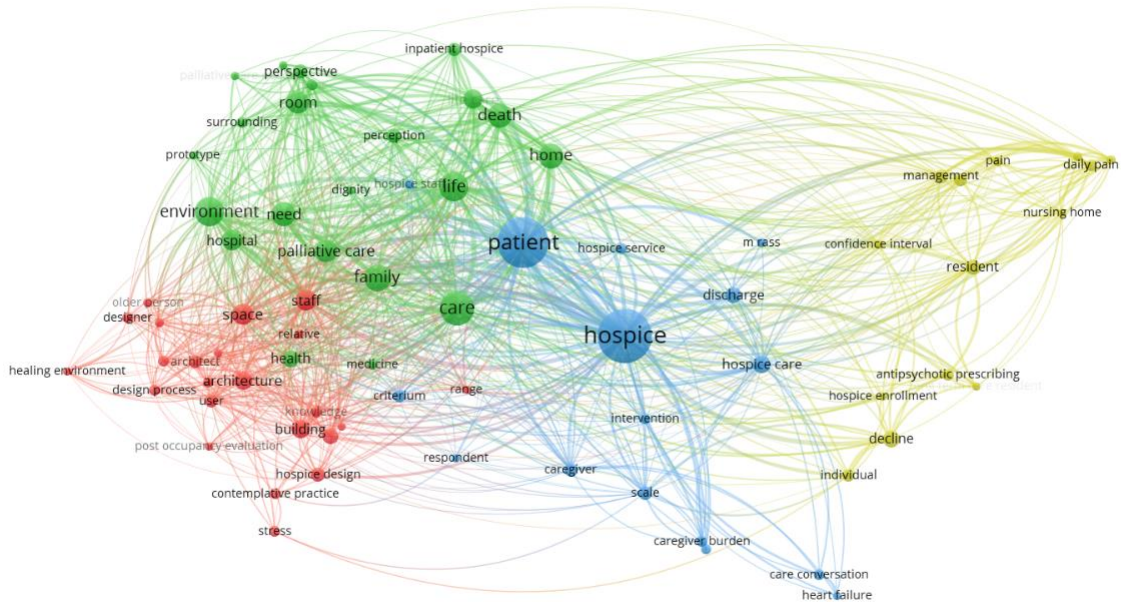 inpatient hospice
perspective
room
death
surrounding
perception
prototype
home
pain
daily pain
management
dignity
hospice staff
life
environment
need
nursing home
hospital
patient
m rass
confidence interval
palliative care
hospice service
resident
family
discharge
older person
staff
care
designer
space
relative
hospice
health
medicine
hospice care
healing environment
architect
antipsychotic prescribing
architecture
design process
range
criterium
hospice enrollment
user
knowledge
intervention
building
decline
post occupancy evaluation
respondent
caregiver
hospice design
individual
contemplative practice
scale
stress
caregiver burden
care conversation
heart failure